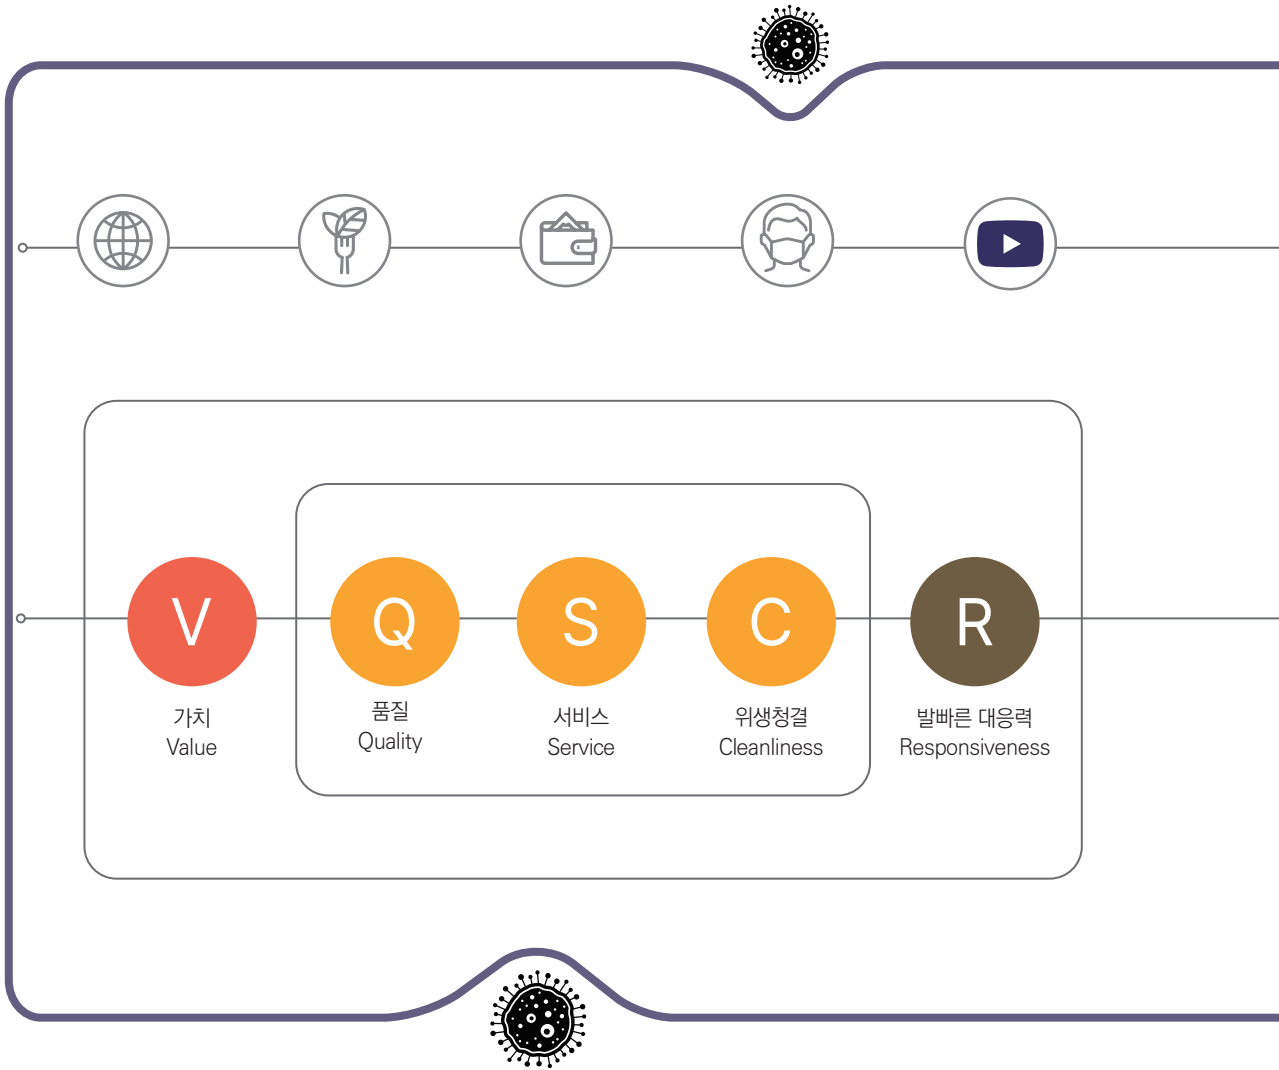 V
Q
S
C
R
가치
Value
품질
Quality
서비스
Service
위생청결
Cleanliness
발빠른 대응력
Responsiveness